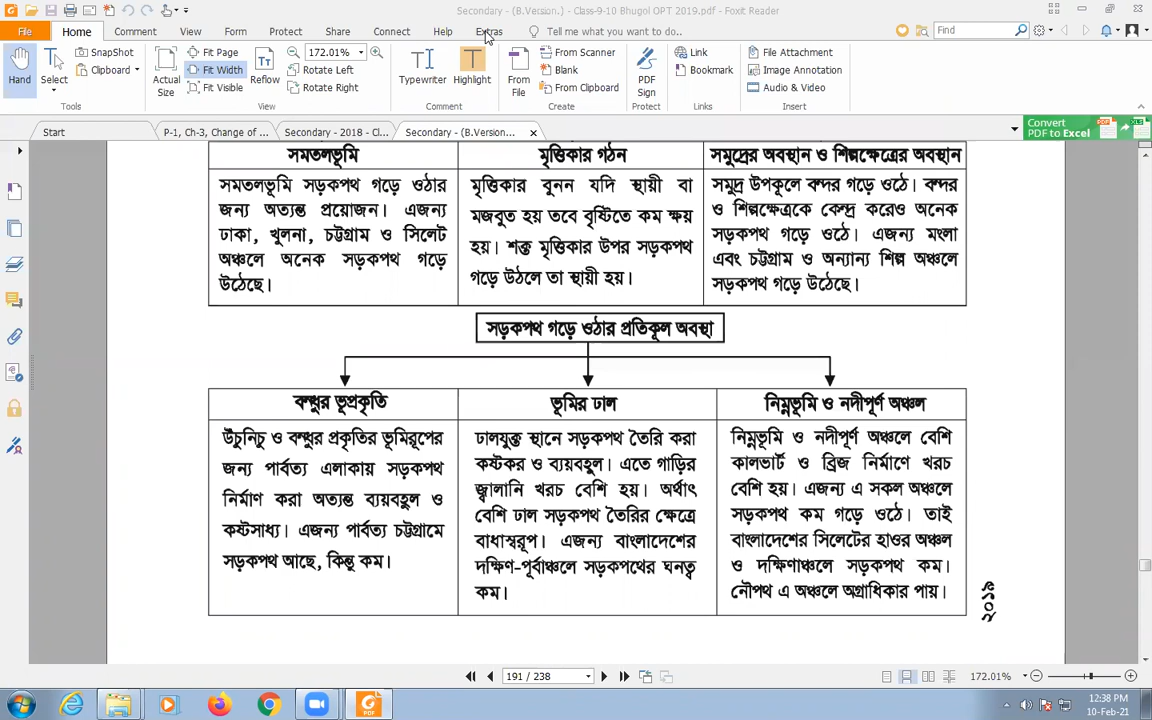 Secondary - (B.Version.) - Class-9-10 Bhugol OPT 2019.pdf - Foxit Reader
File Home Comment View Form Protect Share Connect Help Extras Tell me what you want to do.. Find
Hand
Select
SnapShot
Clipboard
Tools
Actual Size
Fit Page
Fit Width
Fit Visible
Reflow
172.01%
Rotate Left
Rotate Right
View
Typewriter
Highlight
Comment
From File
From Scanner
Blank
From Clipboard
Create
PDF Sign
Protect
Link
Bookmark
Links
File Attachment
Image Annotation
Audio & Video
Insert
Start
P-1, Ch-3, Change of ...
Secondary - 2018 - Cl...
Secondary - (B.Version...
Convert
PDF to Excel
সমতলভূমি
সমতলভূমি সড়কপথ গড়ে ওঠার
জন্য অত্যন্ত প্রয়োজন। এজন্য
ঢাকা, খুলনা, চট্টগ্রাম ও সিলেট
অঞ্চলে অনেক সড়কপথ গড়ে
উঠেছে।
মৃত্তিকার গঠন
মৃত্তিকার বুনন যদি স্থায়ী বা
মজবুত হয় তবে বৃষ্টিতে কম ক্ষয়
হয়। শক্ত মৃত্তিকার উপর সড়কপথ
গড়ে উঠলে তা স্থায়ী হয়।
সমুদ্রের অবস্থান ও শিল্পক্ষেত্রের অবস্থান
সমুদ্র উপকূলে বন্দর গড়ে ওঠে। বন্দর
ও শিল্পক্ষেত্রকে কেন্দ্র করেও অনেক
সড়কপথ গড়ে ওঠে। এজন্য মংলা
এবং চট্টগ্রাম ও অন্যান্য শিল্প অঞ্চলে
সড়কপথ গড়ে উঠেছে।
সড়কপথ গড়ে ওঠার প্রতিকূল অবস্থা
বন্ধুর ভূপ্রকৃতি
উঁচুনিচু ও বন্ধুর প্রকৃতির ভূমিরূপের
জন্য পার্বত্য এলাকায় সড়কপথ
নির্মাণ করা অত্যন্ত ব্যয়বহুল ও
কষ্টসাধ্য। এজন্য পার্বত্য চট্টগ্রামে
সড়কপথ আছে, কিন্তু কম।
ভূমির ঢাল
ঢালযুক্ত স্থানে সড়কপথ তৈরি করা
কষ্টকর ও ব্যয়বহুল। এতে গাড়ির
জ্বালানি খরচ বেশি হয়। অর্থাৎ
বেশি ঢাল সড়কপথ তৈরির ক্ষেত্রে
বাধাস্বরূপ। এজন্য বাংলাদেশের
দক্ষিণ-পূর্বাঞ্চলে সড়কপথের ঘনত্ব
কম।
নিম্নভূমি ও নদীপূর্ণ অঞ্চল
নিম্নভূমি ও নদীপূর্ণ অঞ্চলে বেশি
কালভার্ট ও ব্রিজ নির্মাণে খরচ
বেশি হয়। এজন্য এ সকল অঞ্চলে
সড়কপথ কম গড়ে ওঠে। তাই
বাংলাদেশের সিলেটের হাওর অঞ্চল
ও দক্ষিণাঞ্চলে সড়কপথ কম।
নৌপথ এ অঞ্চলে অগ্রাধিকার পায়।
২০১৯
191 / 238
172.01%
12:38 PM
10-Feb-21